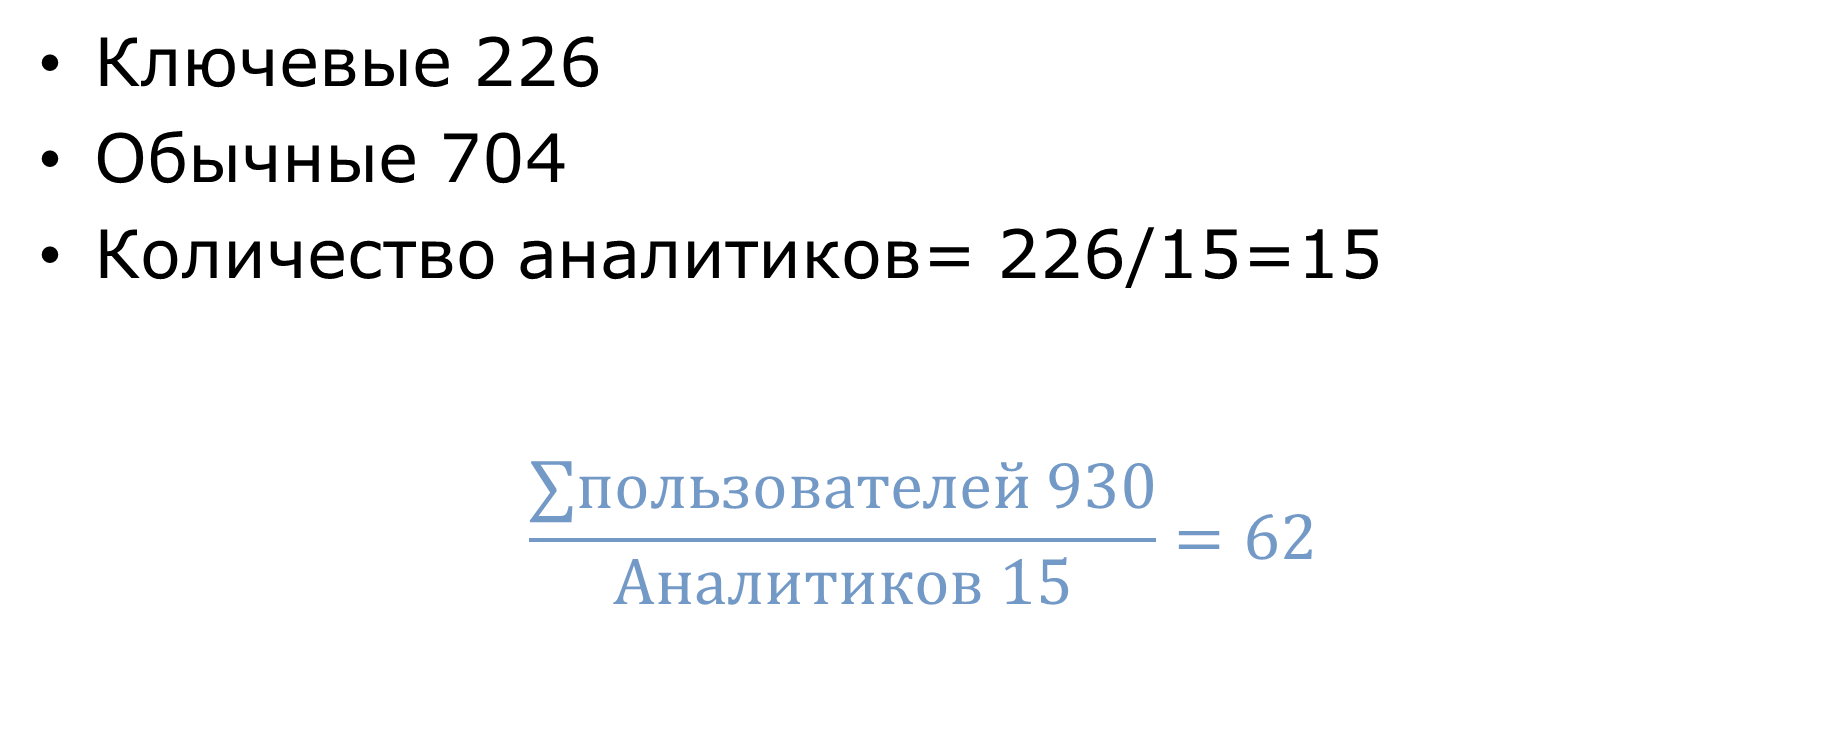 • Ключевые 226
• Обычные 704
• Количество аналитиков= 226/15=15
∑пользователей 930
Аналитиков 15
= 62